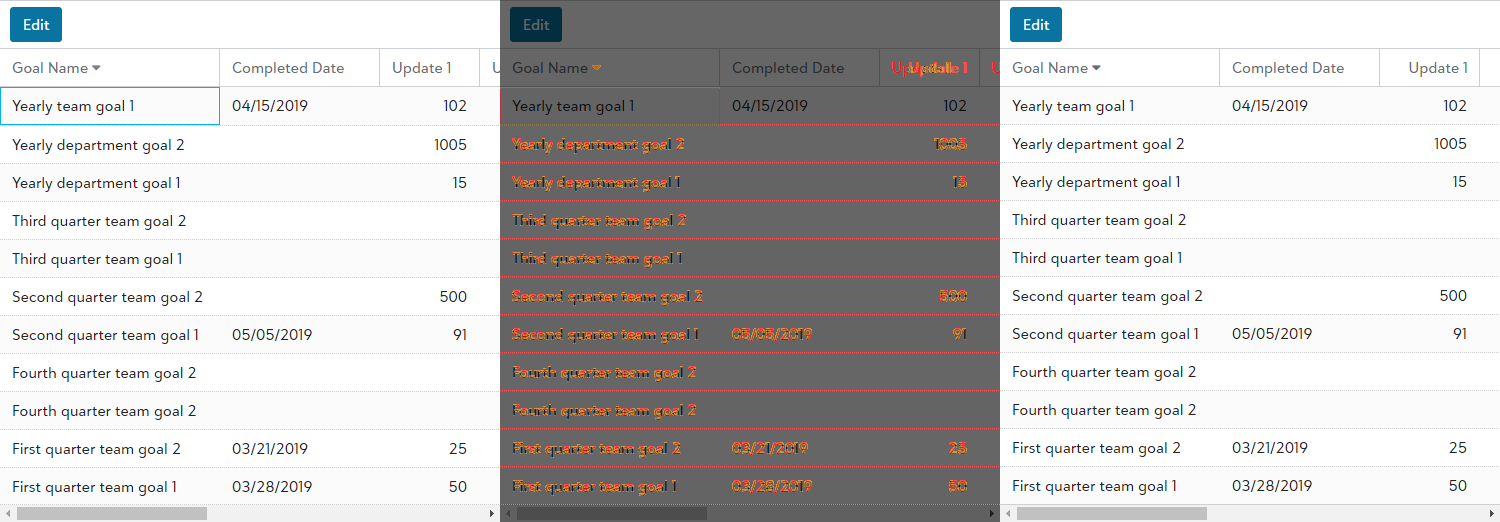 Edit Edit Edit
Goal Name Completed Date Update 1 U Goal Name Completed Date Update 1 U Goal Name Completed Date Update 1
Yearly team goal 1 04/15/2019 102 Yearly team goal 1 04/15/2019 102 Yearly team goal 1 04/15/2019 102
Yearly department goal 2 1005 Yearly department goal 2 1005 Yearly department goal 2 1005
Yearly department goal 1 15 Yearly department goal 1 15 Yearly department goal 1 15
Third quarter team goal 2 Third quarter team goal 2 Third quarter team goal 2
Third quarter team goal 1 Third quarter team goal 1 Third quarter team goal 1
Second quarter team goal 2 500 Second quarter team goal 2 500 Second quarter team goal 2 500
Second quarter team goal 1 05/05/2019 91 Second quarter team goal 1 05/05/2019 91 Second quarter team goal 1 05/05/2019 91
Fourth quarter team goal 2 Fourth quarter team goal 2 Fourth quarter team goal 2
Fourth quarter team goal 2 Fourth quarter team goal 2 Fourth quarter team goal 2
First quarter team goal 2 03/21/2019 25 First quarter team goal 2 03/21/2019 25 First quarter team goal 2 03/21/2019 25
First quarter team goal 1 03/28/2019 50 First quarter team goal 1 03/28/2019 50 First quarter team goal 1 03/28/2019 50